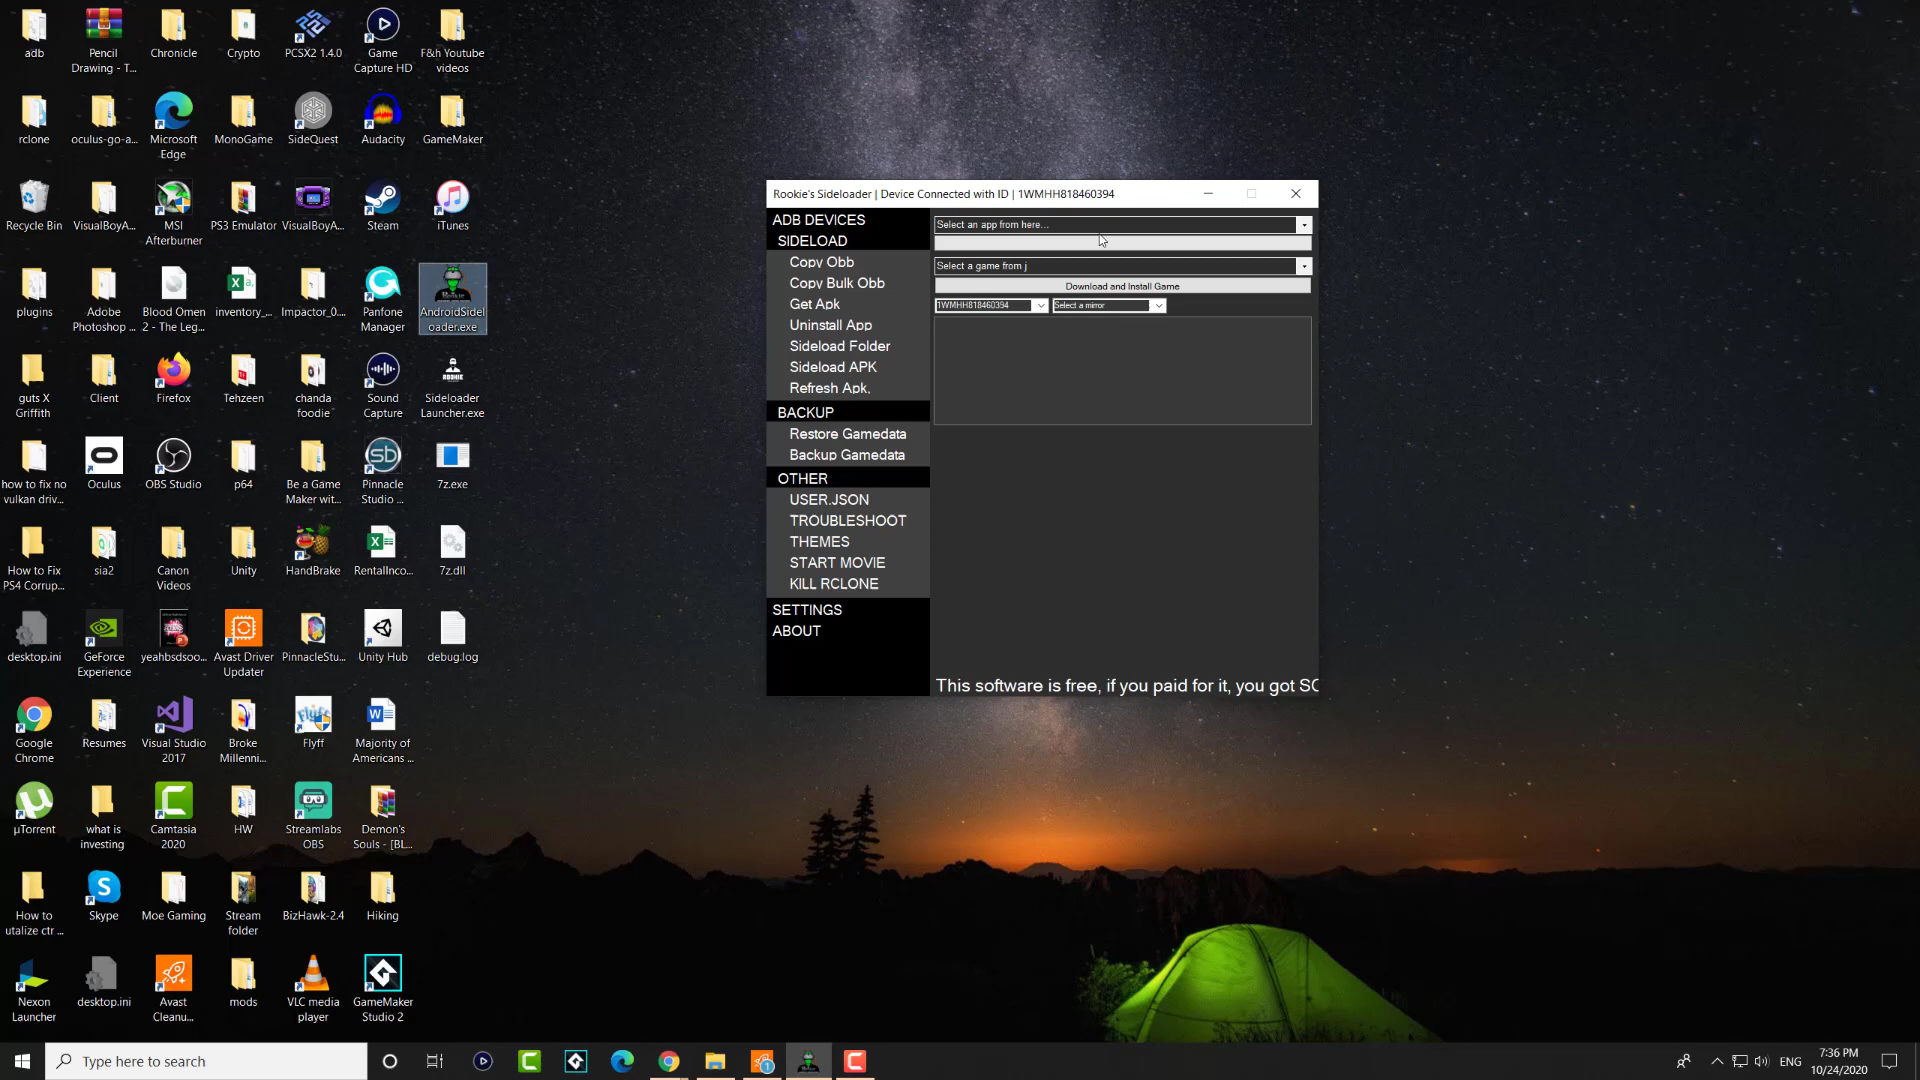 adb
Pencil
Drawing - T...
Chronicle
Crypto
PCSX2 1.4.0
Game
Capture HD
F&h Youtube
videos
rclone
oculus-go-a...
Microsoft
Edge
MonoGame
SideQuest
Audacity
GameMaker
Recycle Bin
VisualBoyA...
MSI
Afterburner
PS3 Emulator
VisualBoyA...
Steam
iTunes
plugins
Adobe
Photoshop ...
Blood Omen
2 - The Leg...
inventory_...
Impactor_0....
Panfone
Manager
AndroidSidel
oader.exe
guts X
Griffith
Client
Firefox
Tehzeen
chanda
foodie
Sound
Capture
ROOKIE
Sideloader
Launcher.exe
how to fix no
vulkan driv...
Oculus
OBS Studio
p64
Be a Game
Maker wit...
Pinnacle
Studio ...
7z.exe
How to Fix
PS4 Corrup...
sia2
Canon
Videos
Unity
HandBrake
RentalInco...
7z.dll
desktop.ini
GeForce
Experience
yeahbsdsoo...
Avast Driver
Updater
PinnacleStu...
Unity Hub
debug.log
Google
Chrome
Resumes
Visual Studio
2017
Broke
Millenni...
Flyff
Majority of
Americans ...
µTorrent
what is
investing
Camtasia
2020
HW
Streamlabs
OBS
Demon's
Souls - [BL...
How to
utalize ctr ...
Skype
Moe Gaming
Stream
folder
BizHawk-2.4
Hiking
Nexon
Launcher
desktop.ini
Avast
Cleanu...
mods
VLC media
player
GameMaker
Studio 2
Rookie's Sideloader | Device Connected with ID | 1WMHH818460394
ADB DEVICES
SIDELOAD
Copy Obb
Copy Bulk Obb
Get Apk
Uninstall App
Sideload Folder
Sideload APK
Refresh Apk,
BACKUP
Restore Gamedata
Backup Gamedata
OTHER
USER.JSON
TROUBLESHOOT
THEMES
START MOVIE
KILL RCLONE
SETTINGS
ABOUT
Select an app from here...
Select a game from j
Download and Install Game
1WMHH818460394
Select a mirror
This software is free, if you paid for it, you got SC
Type here to search
1
ENG
7:36 PM
10/24/2020